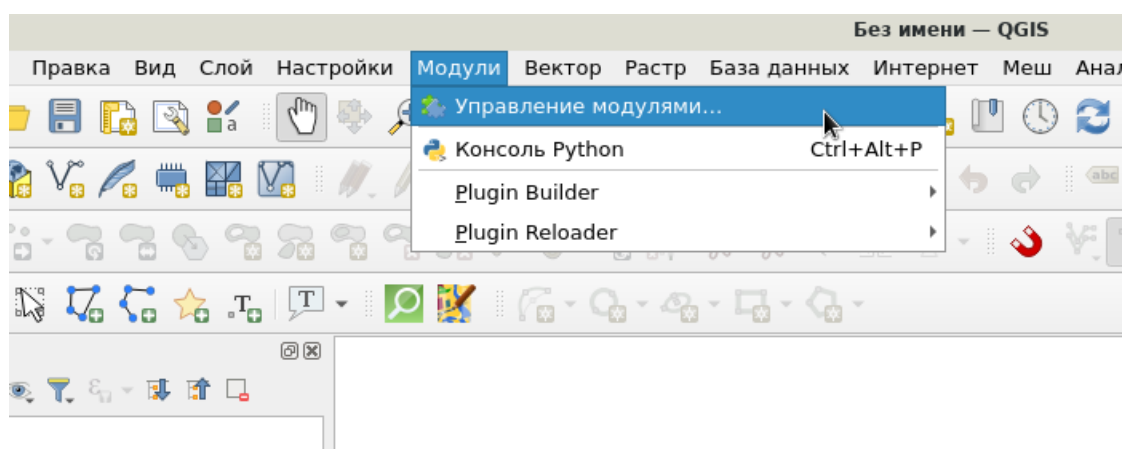 Без имени — QGIS
Правка Вид Слой Настройки Модули Вектор Растр База данных Интернет Меш Анал
Управление модулями...
Консоль Python Ctrl+Alt+P
Plugin Builder
Plugin Reloader